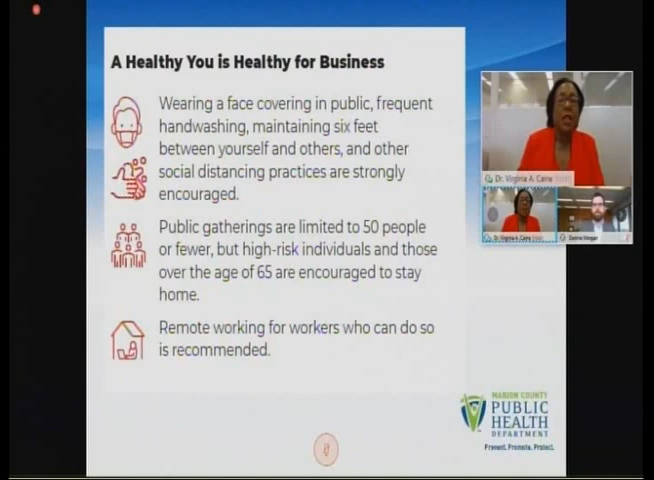 A Healthy You is Healthy for Business
Wearing a face covering in public, frequent
handwashing, maintaining six feet
between yourself and others, and other
social distancing practices are strongly
encouraged.
Public gatherings are limited to 50 people
or fewer, but high-risk individuals and those
over the age of 65 are encouraged to stay
home.
Remote working for workers who can do so
is recommended.
Dr. Virginia A. Caine
Dr. Virginia A. Caine
MARION COUNTY
PUBLIC
HEALTH
DEPARTMENT
Prevent. Promote. Protect.